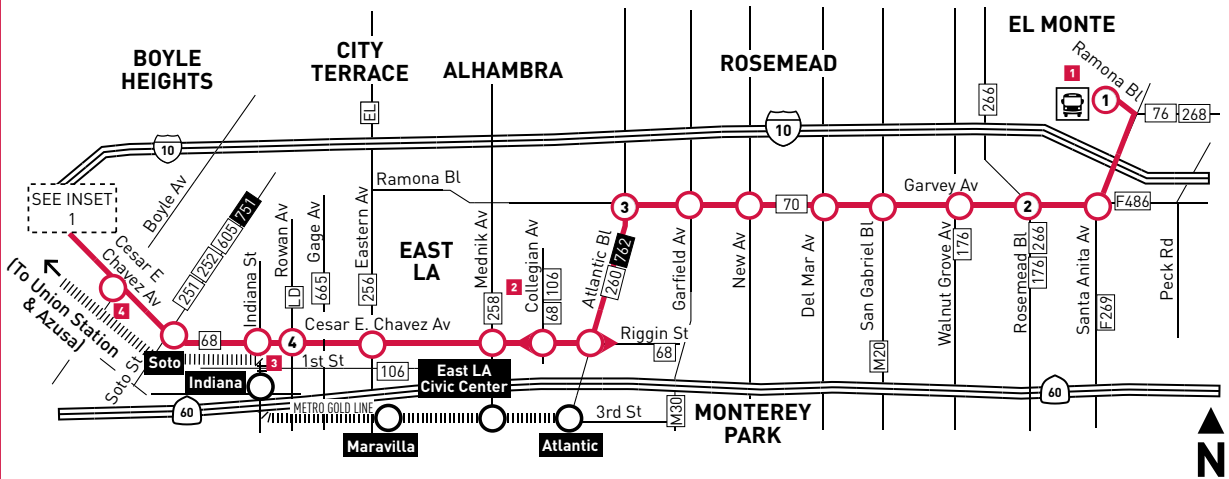 EL MONTE
BOYLE
HEIGHTS
CITY
TERRACE
ALHAMBRA
ROSEMEAD
Ramona Bl
1
1
76 268
266
EL
10
10
SEE INSET
1
Boyle Av
Ramona Bl
Garvey Av
3
70
2
F486
Cesar E
Chavez Av
251 252 605 751
Indiana St
Rowan Av
Gage Av
Eastern Av
EAST
LA
Mednik Av
2
Collegian Av
Atlantic Bl
260 762
Garfield Av
New Av
Del Mar Av
San Gabriel Bl
Walnut Grove Av
176
Rosemead Bl
176 266
Santa Anita Av
F269
Peck Rd
(To Union Station
& Azusa)
4
LD
665
256
258
68 106
68
4
Cesar E. Chavez Av
Riggin St
68
Soto St
Soto
3
1st St
106
Indiana
East LA
Civic Center
M20
M30
60
60
METRO GOLD LINE
3rd St
MONTEREY
PARK
Maravilla
Atlantic
N